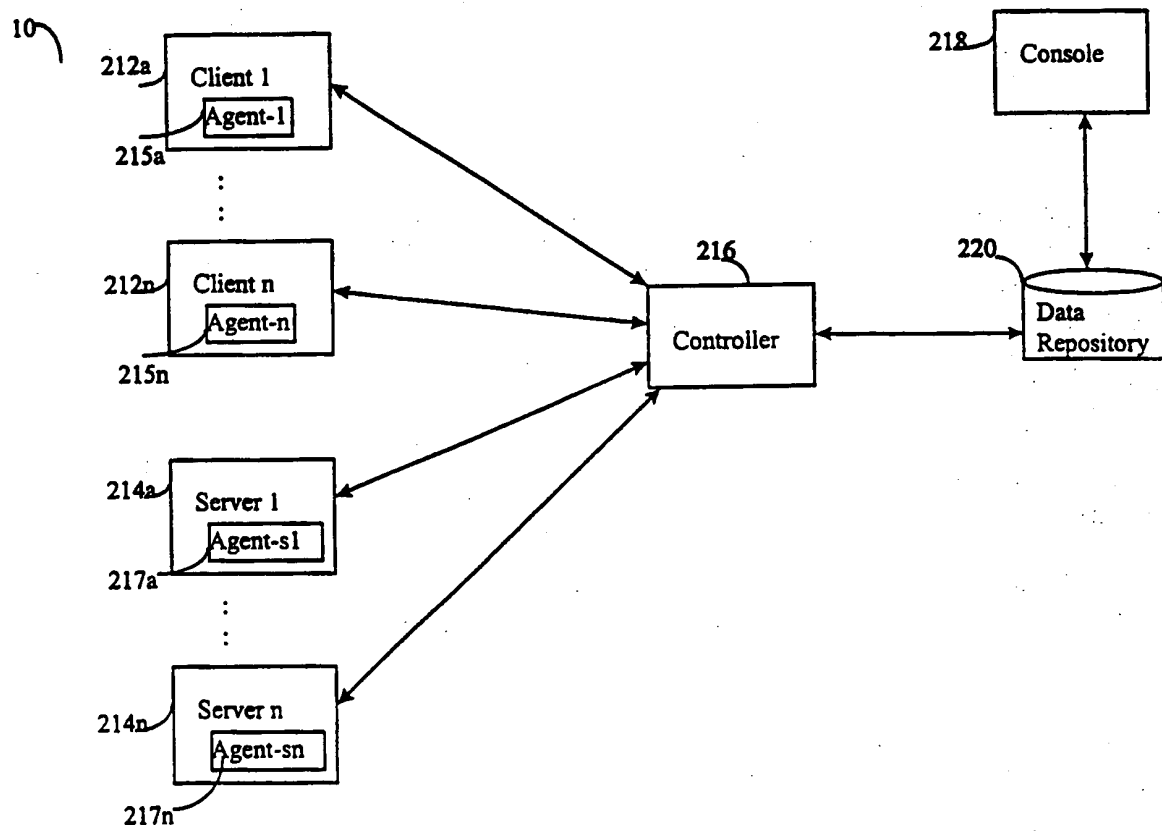 10
212a
Client 1
Agent-1
215a
212n
Client n
Agent-n
215n
214a
Server 1
Agent-s1
217a
214n
Server n
Agent-sn
217n
216
Controller
218
Console
220
Data
Repository